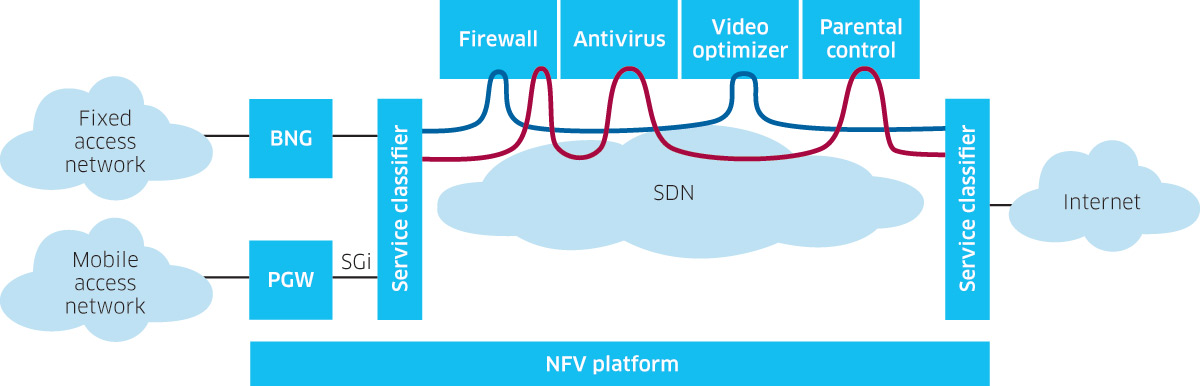 Firewall
Antivirus
Video
optimizer
Parental
control
Fixed
access
network
BNG
Service classifier
SDN
Service classifier
Internet
Mobile
access
network
PGW
SGi
NFV platform